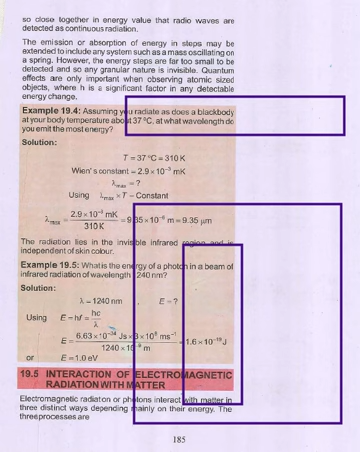 so close together in energy value that radio waves are
detected as continuous radiation.
The emission or absorption of energy in steps may be
extended to include any system such as a mass oscillating on
a spring. However, the energy steps are far too small to be
detected and so any granular nature is invisible. Quantum
effects are only important when observing atomic sized
objects, where h is a significant factor in any detectable
energy change.
Example 19.4: Assuming you radiate as does a blackbody
at your body temperature about 37 °C, at what wavelength do
you emit the most energy?
Solution:
T = 37 °C = 310 K
Wien's constant = 2.9 × 10⁻³ mK
λmax = ?
Using λmax × T = Constant
λmax = 2.9 × 10⁻³ mK / 310 K = 9.35 × 10⁻⁶ m = 9.35 μm
The radiation lies in the invisible infrared region and is
independent of skin colour.
Example 19.5: What is the energy of a photon in a beam of
infrared radiation of wavelength 1240 nm?
Solution:
λ = 1240 nm , E = ?
Using E = hf = hc / λ
E = 6.63 × 10⁻³⁴ Js × 3 × 10⁸ ms⁻¹ / 1240 × 10⁻⁹ m = 1.6 × 10⁻¹⁹ J
or E = 1.0 eV
19.5 INTERACTION OF ELECTROMAGNETIC
RADIATION WITH MATTER
Electromagnetic radiation or photons interact with matter in
three distinct ways depending mainly on their energy. The
three processes are
185